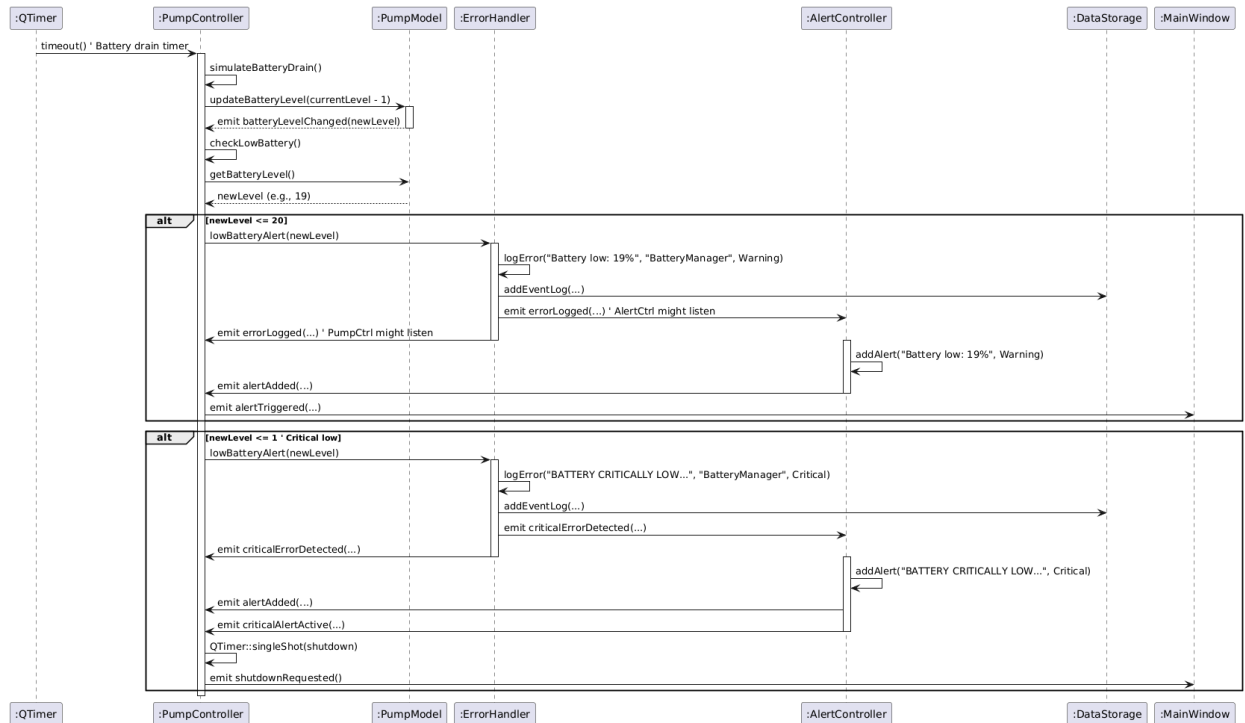 :QTimer :PumpController :PumpModel :ErrorHandler :AlertController :DataStorage :MainWindow
timeout() ' Battery drain timer
simulateBatteryDrain()
updateBatteryLevel(currentLevel - 1)
emit batteryLevelChanged(newLevel)
checkLowBattery()
getBatteryLevel()
newLevel (e.g., 19)
alt [newLevel <= 20]
lowBatteryAlert(newLevel)
logError("Battery low: 19%", "BatteryManager", Warning)
addEventLog(...)
emit errorLogged(...) ' AlertCtrl might listen
emit errorLogged(...) ' PumpCtrl might listen
addAlert("Battery low: 19%", Warning)
emit alertAdded(...)
emit alertTriggered(...)
alt [newLevel <= 1 ' Critical low]
lowBatteryAlert(newLevel)
logError("BATTERY CRITICALLY LOW...", "BatteryManager", Critical)
addEventLog(...)
emit criticalErrorDetected(...)
emit criticalErrorDetected(...)
addAlert("BATTERY CRITICALLY LOW...", Critical)
emit alertAdded(...)
emit criticalAlertActive(...)
QTimer::singleShot(shutdown)
emit shutdownRequested()
:QTimer :PumpController :PumpModel :ErrorHandler :AlertController :DataStorage :MainWindow